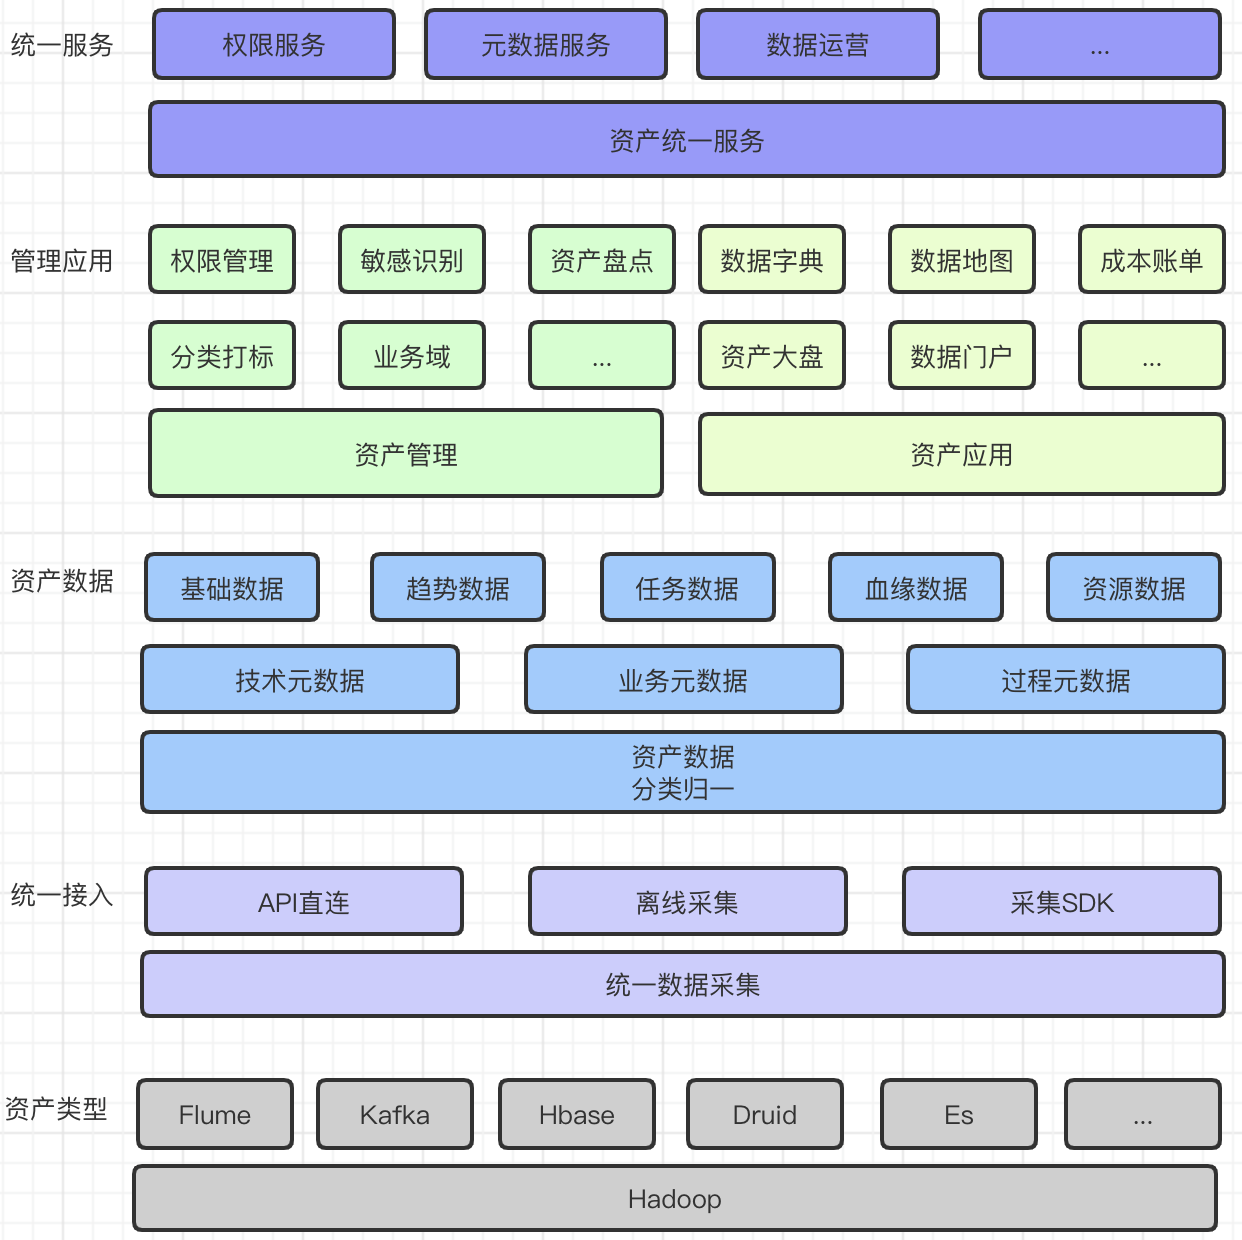 统一服务
权限服务
元数据服务
数据运营
...
资产统一服务
管理应用
权限管理
敏感识别
资产盘点
数据字典
数据地图
成本账单
分类打标
业务域
...
资产大盘
数据门户
...
资产管理
资产应用
资产数据
基础数据
趋势数据
任务数据
血缘数据
资源数据
技术元数据
业务元数据
过程元数据
资产数据
分类归一
统一接入
API直连
离线采集
采集SDK
统一数据采集
资产类型
Flume
Kafka
Hbase
Druid
Es
...
Hadoop